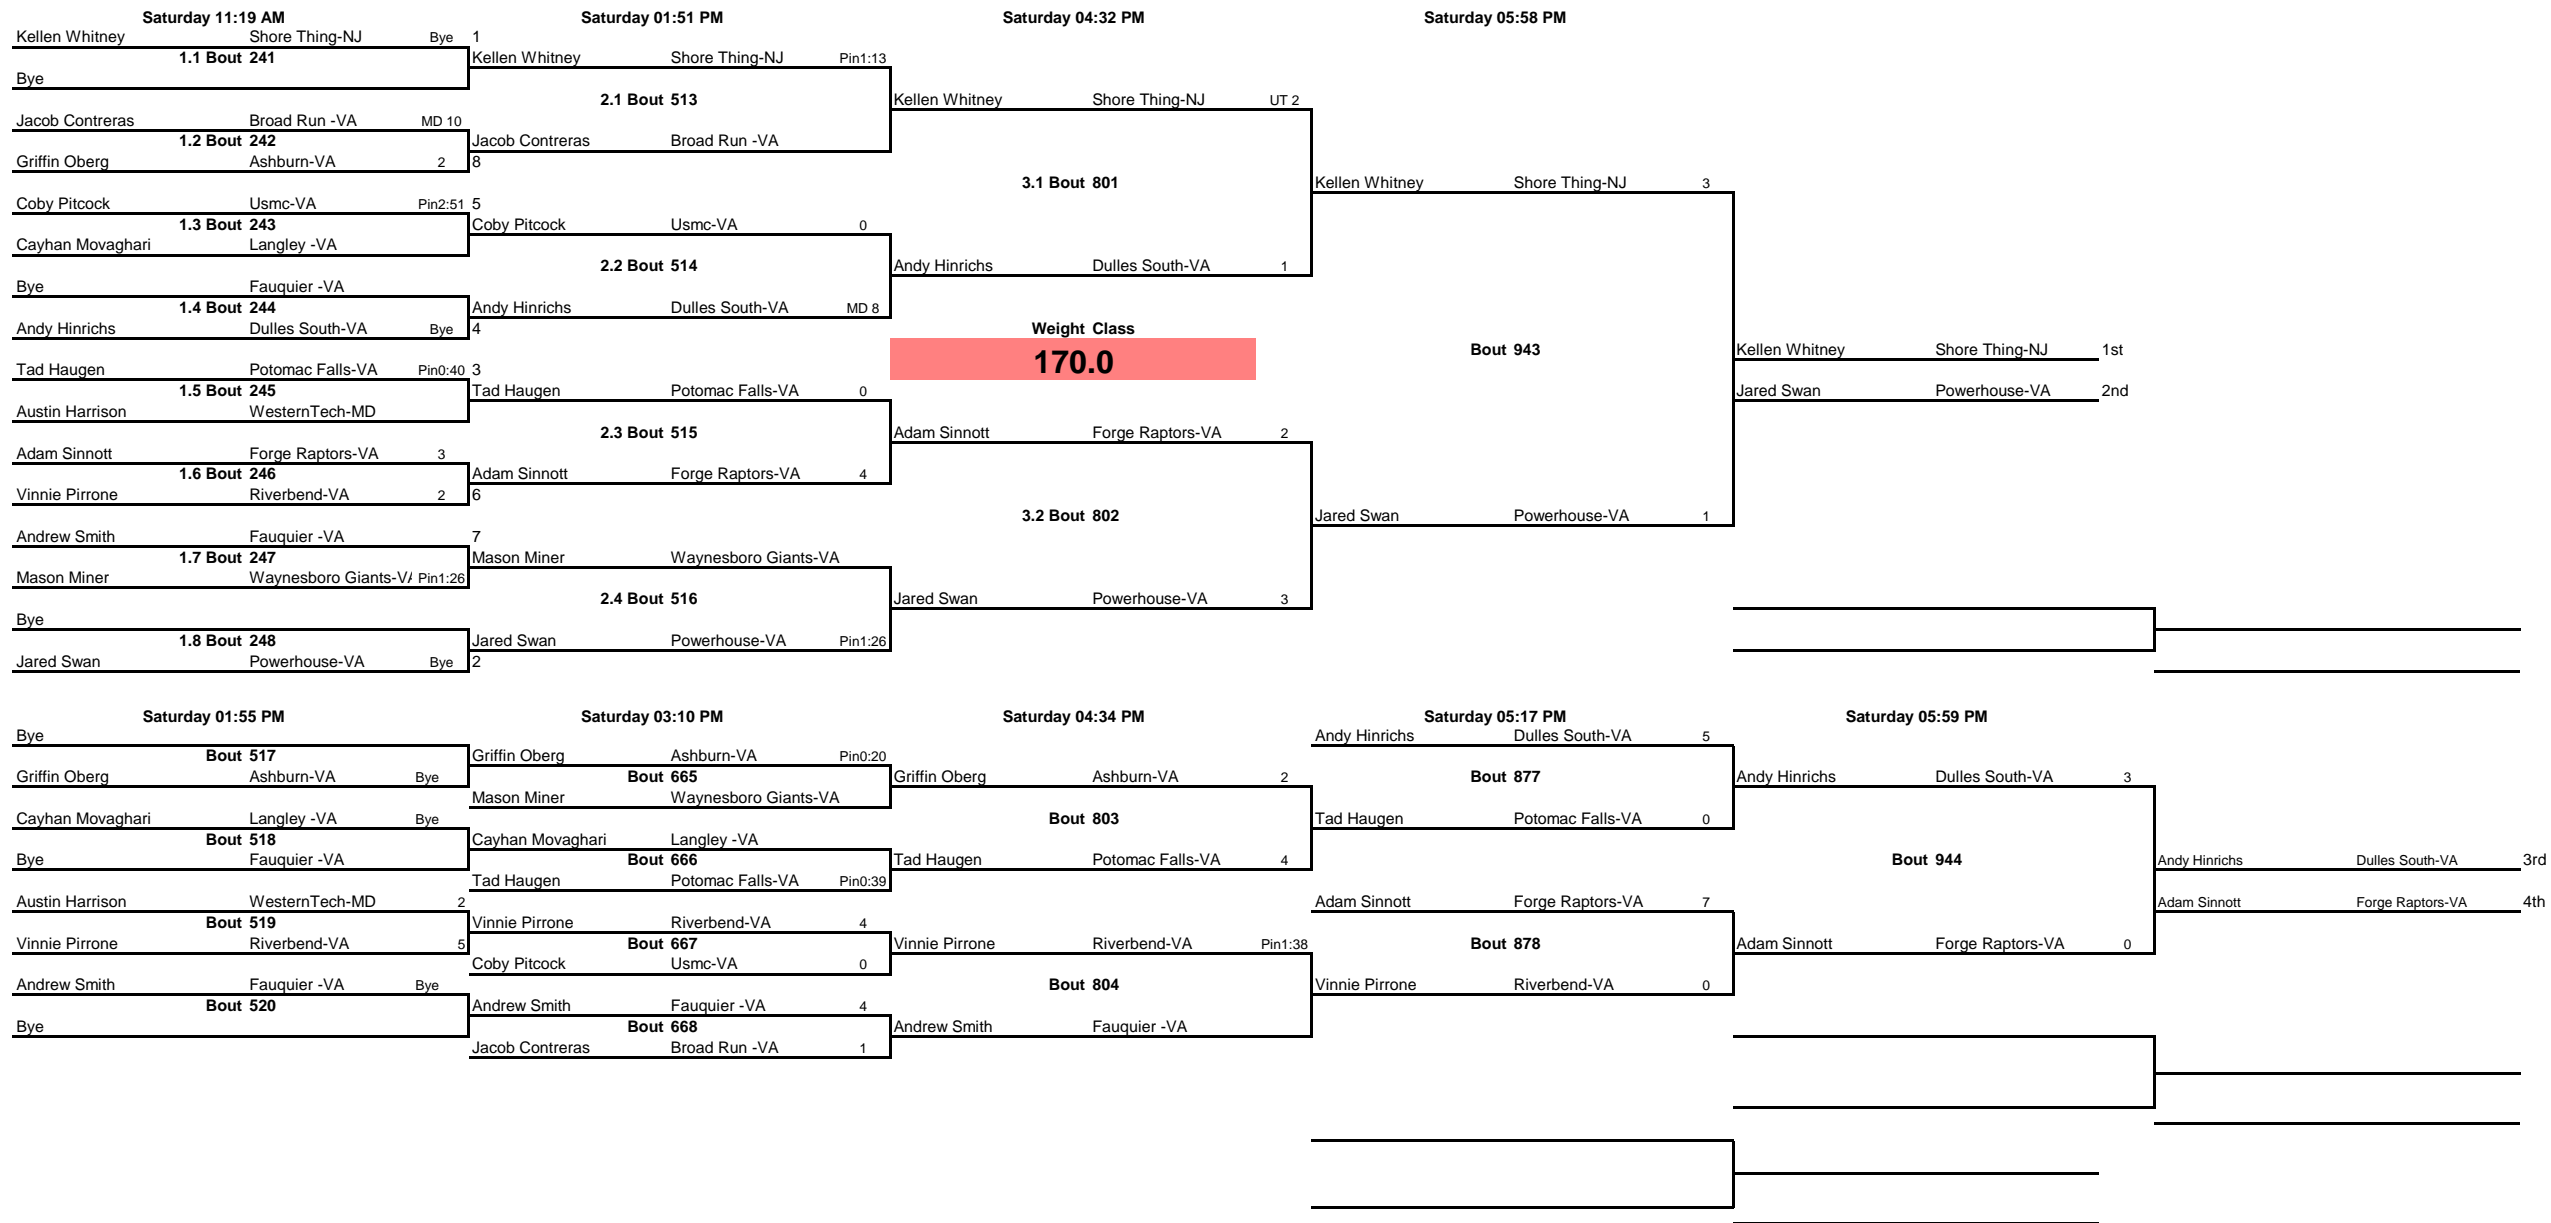 Saturday 11:19 AM Saturday 01:51 PM Saturday 04:32 PM Saturday 05:58 PM
Kellen Whitney Shore Thing-NJ Bye 1
1.1 Bout 241 Kellen Whitney Shore Thing-NJ Pin1:13
Bye
2.1 Bout 513 Kellen Whitney Shore Thing-NJ UT 2
Jacob Contreras Broad Run -VA MD 10
1.2 Bout 242 Jacob Contreras Broad Run -VA
Griffin Oberg Ashburn-VA 2 8
3.1 Bout 801 Kellen Whitney Shore Thing-NJ 3
Coby Pitcock Usmc-VA Pin2:51 5
1.3 Bout 243 Coby Pitcock Usmc-VA 0
Cayhan Movaghari Langley -VA
2.2 Bout 514 Andy Hinrichs Dulles South-VA 1
Bye Fauquier -VA
1.4 Bout 244 Andy Hinrichs Dulles South-VA MD 8
Andy Hinrichs Dulles South-VA Bye 4 Weight Class
170.0 Bout 943 Kellen Whitney Shore Thing-NJ 1st
Tad Haugen Potomac Falls-VA Pin0:40 3
1.5 Bout 245 Tad Haugen Potomac Falls-VA 0 Jared Swan Powerhouse-VA 2nd
Austin Harrison WesternTech-MD
2.3 Bout 515 Adam Sinnott Forge Raptors-VA 2
Adam Sinnott Forge Raptors-VA 3
1.6 Bout 246 Adam Sinnott Forge Raptors-VA 4
Vinnie Pirrone Riverbend-VA 2 6
3.2 Bout 802 Jared Swan Powerhouse-VA 1
Andrew Smith Fauquier -VA 7
1.7 Bout 247 Mason Miner Waynesboro Giants-VA
Mason Miner Waynesboro Giants-VA Pin1:26
2.4 Bout 516 Jared Swan Powerhouse-VA 3
Bye
1.8 Bout 248 Jared Swan Powerhouse-VA Pin1:26
Jared Swan Powerhouse-VA Bye 2
Saturday 01:55 PM Saturday 03:10 PM Saturday 04:34 PM Saturday 05:17 PM Saturday 05:59 PM
Bye Andy Hinrichs Dulles South-VA 5
Bout 517 Griffin Oberg Ashburn-VA Pin0:20
Griffin Oberg Ashburn-VA Bye Bout 665 Griffin Oberg Ashburn-VA 2 Bout 877 Andy Hinrichs Dulles South-VA 3
Mason Miner Waynesboro Giants-VA
Cayhan Movaghari Langley -VA Bye Bout 803 Tad Haugen Potomac Falls-VA 0
Bout 518 Cayhan Movaghari Langley -VA
Bye Fauquier -VA Bout 666 Tad Haugen Potomac Falls-VA 4 Bout 944 Andy Hinrichs Dulles South-VA 3rd
Tad Haugen Potomac Falls-VA Pin0:39
Austin Harrison WesternTech-MD 2 Adam Sinnott Forge Raptors-VA 7 Adam Sinnott Forge Raptors-VA 4th
Bout 519 Vinnie Pirrone Riverbend-VA 4
Vinnie Pirrone Riverbend-VA 5 Bout 667 Vinnie Pirrone Riverbend-VA Pin1:38 Bout 878 Adam Sinnott Forge Raptors-VA 0
Coby Pitcock Usmc-VA 0
Andrew Smith Fauquier -VA Bye Bout 804 Vinnie Pirrone Riverbend-VA 0
Bout 520 Andrew Smith Fauquier -VA 4
Bye Bout 668 Andrew Smith Fauquier -VA
Jacob Contreras Broad Run -VA 1